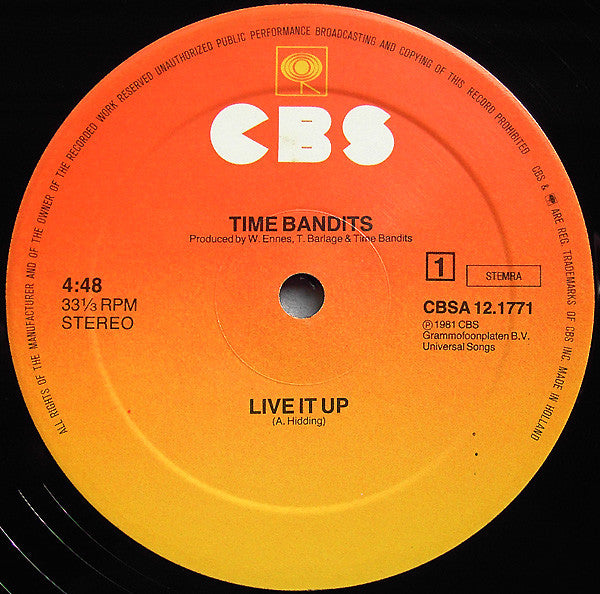 ALL RIGHTS OF THE MANUFACTURER AND OF THE OWNER OF THE RECORDED WORK RESERVED UNAUTHORIZED PUBLIC PERFORMANCE BROADCASTING AND COPYING OF THIS RECORD PROHIBITED CBS & ARE REG. TRADEMARKS OF CBS INC. MADE IN HOLLAND
CBS
TIME BANDITS
Produced by W. Ennes, T. Barlage & Time Bandits
4:48
33⅓ RPM
STEREO
1
STEMRA
CBSA 12.1771
℗ 1981 CBS
Grammofoonplaten B.V.
Universal Songs
LIVE IT UP
(A. Hidding)